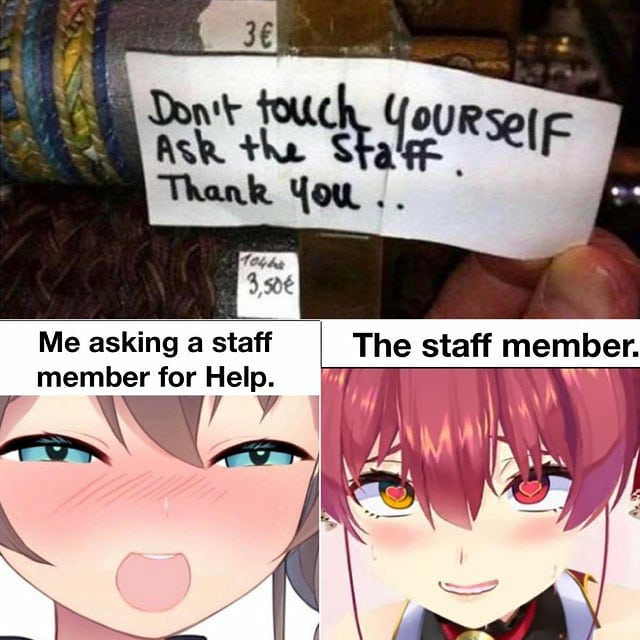 3€
Don't touch yourself
Ask the staff.
Thank you ..
3,50€
Me asking a staff
member for Help.
The staff member.